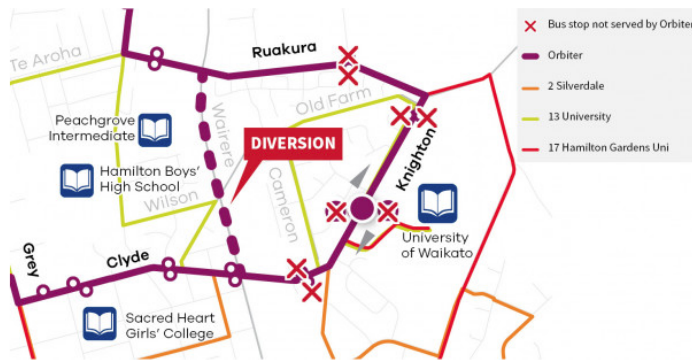 Te Aroha
Ruakura
Old Farm
Peachgrove
Intermediate
Hamilton Boys'
High School
Wairere
DIVERSION
Cameron
Knighton
Wilson
University
of Waikato
Grey
Clyde
Sacred Heart
Girls' College
Bus stop not served by Orbiter
Orbiter
2 Silverdale
13 University
17 Hamilton Gardens Uni